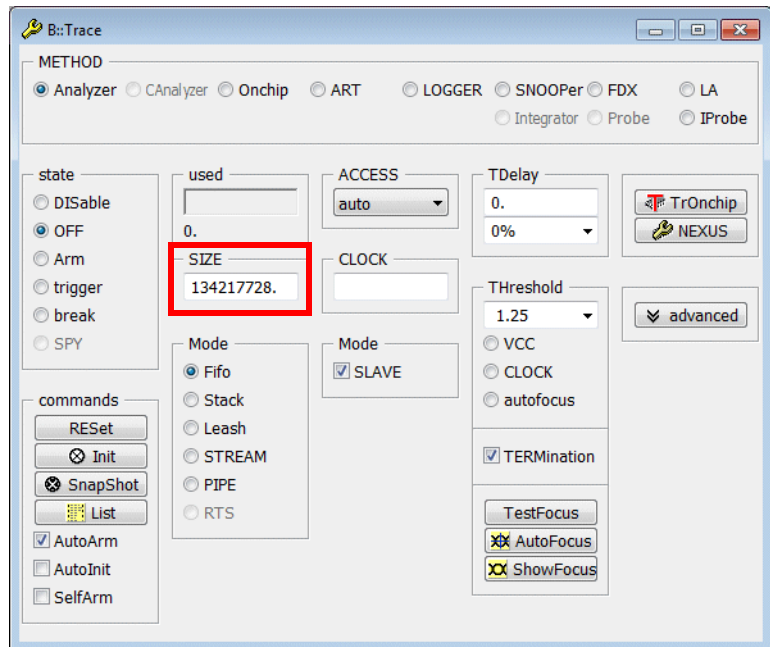 B::Trace
METHOD
Analyzer CAnalyzer Onchip ART LOGGER SNOOPer FDX LA
Integrator Probe IProbe
state
DISable
OFF
Arm
trigger
break
SPY
used
0.
SIZE
134217728.
ACCESS
auto
CLOCK
TDelay
0.
0%
TrOnchip
NEXUS
THreshold
1.25
VCC
CLOCK
autofocus
advanced
Mode
Fifo
Stack
Leash
STREAM
PIPE
RTS
Mode
SLAVE
TERMination
commands
RESet
Init
SnapShot
List
AutoArm
AutoInit
SelfArm
TestFocus
AutoFocus
ShowFocus